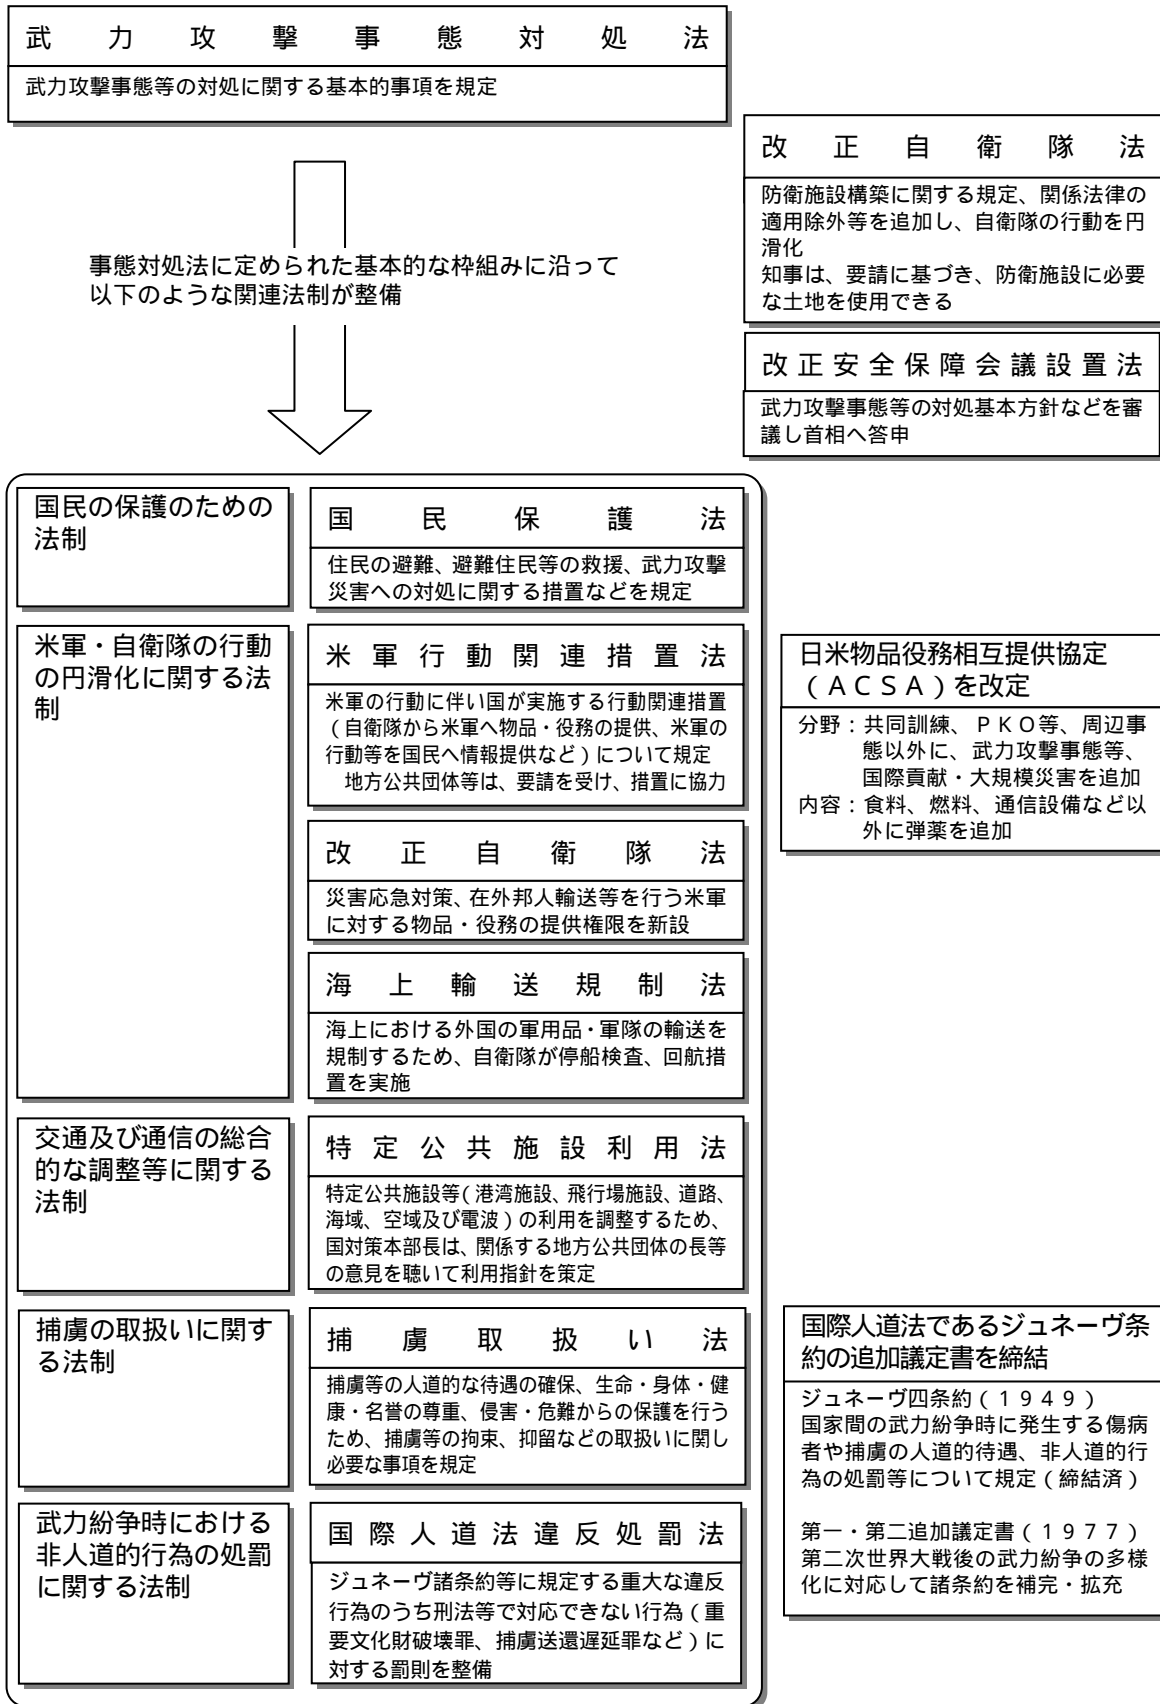 武力攻撃事態対処法
武力攻撃事態等の対処に関する基本的事項を規定
改正自衛隊法
防衛施設構築に関する規定、関係法律の
適用除外等を追加し、自衛隊の行動を円
滑化
知事は、要請に基づき、防衛施設に必要
な土地を使用できる
事態対処法に定められた基本的な枠組みに沿って
以下のような関連法制が整備
改正安全保障会議設置法
武力攻撃事態等の対処基本方針などを審
議し首相へ答申
国民の保護のための
法制
国民保護法
住民の避難、避難住民等の救援、武力攻撃
災害への対処に関する措置などを規定
米軍・自衛隊の行動
の円滑化に関する法
制
米軍行動関連措置法
米軍の行動に伴い国が実施する行動関連措置
(自衛隊から米軍へ物品・役務の提供、米軍の
行動等を国民へ情報提供など)について規定
地方公共団体等は、要請を受け、措置に協力
日米物品役務相互提供協定
(ACSA)を改定
分野:共同訓練、PKO等、周辺事
態以外に、武力攻撃事態等、
国際貢献・大規模災害を追加
内容:食料、燃料、通信設備など以
外に弾薬を追加
改正自衛隊法
災害応急対策、在外邦人輸送等を行う米軍
に対する物品・役務の提供権限を新設
海上輸送規制法
海上における外国の軍用品・軍隊の輸送を
規制するため、自衛隊が停船検査、回航措
置を実施
交通及び通信の総合
的な調整等に関する
法制
特定公共施設利用法
特定公共施設等(港湾施設、飛行場施設、道路、
海域、空域及び電波)の利用を調整するため、
国対策本部長は、関係する地方公共団体の長等
の意見を聴いて利用指針を策定
捕虜の取扱いに関す
る法制
捕虜取扱い法
捕虜等の人道的な待遇の確保、生命・身体・健
康・名誉の尊重、侵害・危難からの保護を行う
ため、捕虜等の拘束、抑留などの取扱いに関し
必要な事項を規定
国際人道法であるジュネーヴ条
約の追加議定書を締結
ジュネーヴ四条約(1949)
国家間の武力紛争時に発生する傷病
者や捕虜の人道的待遇、非人道的行
為の処罰等について規定(締結済)
第一・第二追加議定書(1977)
第二次世界大戦後の武力紛争の多様
化に対応して諸条約を補完・拡充
武力紛争時における
非人道的行為の処罰
に関する法制
国際人道法違反処罰法
ジュネーヴ諸条約等に規定する重大な違反
行為のうち刑法等で対応できない行為(重
要文化財破壊罪、捕虜送還遅延罪など)に
対する罰則を整備